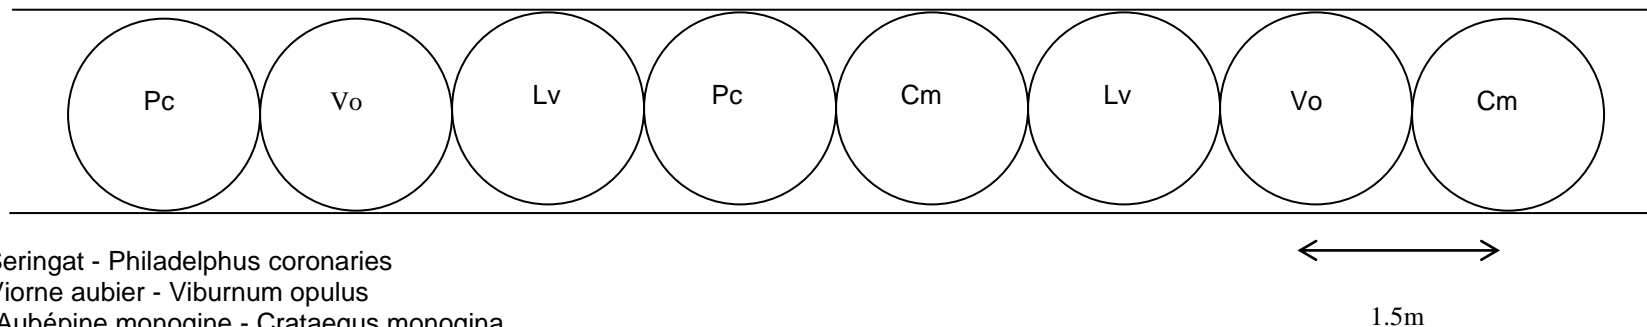 Pc Vo Lv Pc Cm Lv Vo Cm
Seringat - Philadelphus coronaries
Viorne aubier - Viburnum opulus
Aubépine monogine - Crataegus monogina
1.5m